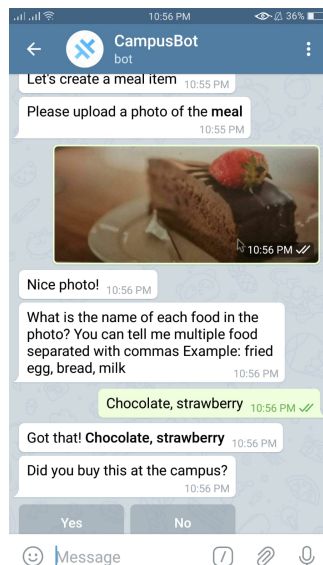 10:56 PM
36%
CampusBot
bot
Let's create a meal item 10:55 PM
Please upload a photo of the meal
10:55 PM
10:56 PM
Nice photo! 10:56 PM
What is the name of each food in the
photo? You can tell me multiple food
separated with commas Example: fried
egg, bread, milk
10:56 PM
Chocolate, strawberry 10:56 PM
Got that! Chocolate, strawberry 10:56 PM
Did you buy this at the campus?
10:56 PM
Yes
No
Message